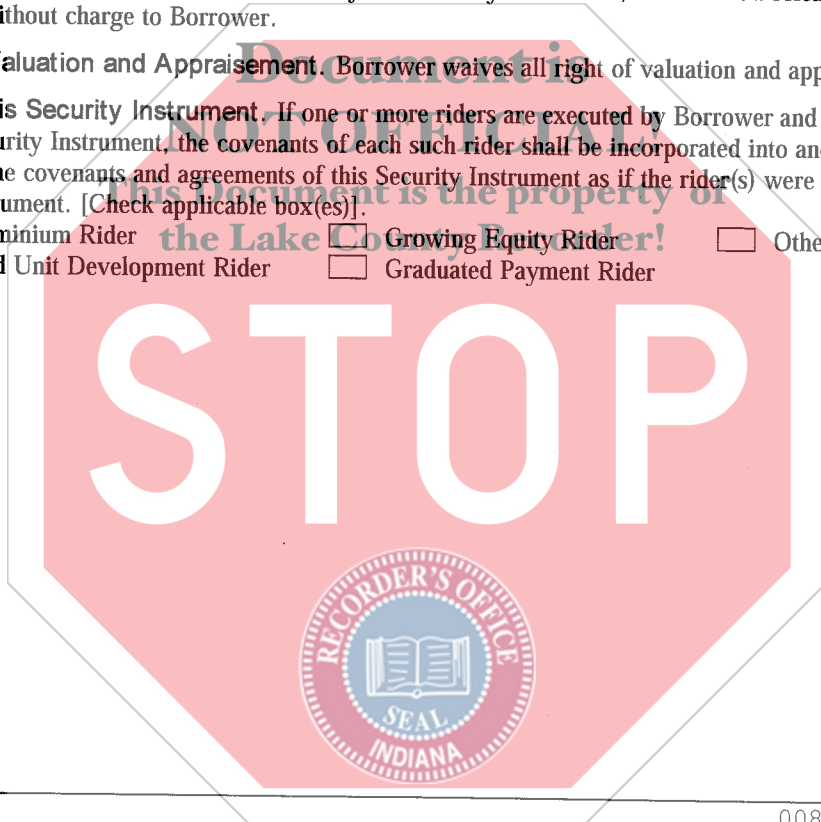 ithout charge to Borrower.
aluation and Appraisement. Borrower waives all right of valuation and app
Document is
is Security Instrument. If one or more riders are executed by Borrower and
NOT OFFICIAL!
urity Instrument, the covenants of each such rider shall be incorporated into an
e covenants and agreements of this Security Instrument as if the rider(s) were
This Document is the property of
ument. [Check applicable box(es)].
minium Rider Growing Equity Rider Othe
the Lake County Recorder!
d Unit Development Rider Graduated Payment Rider
STOP
RECORDER'S OFFICE
SEAL
INDIANA
008